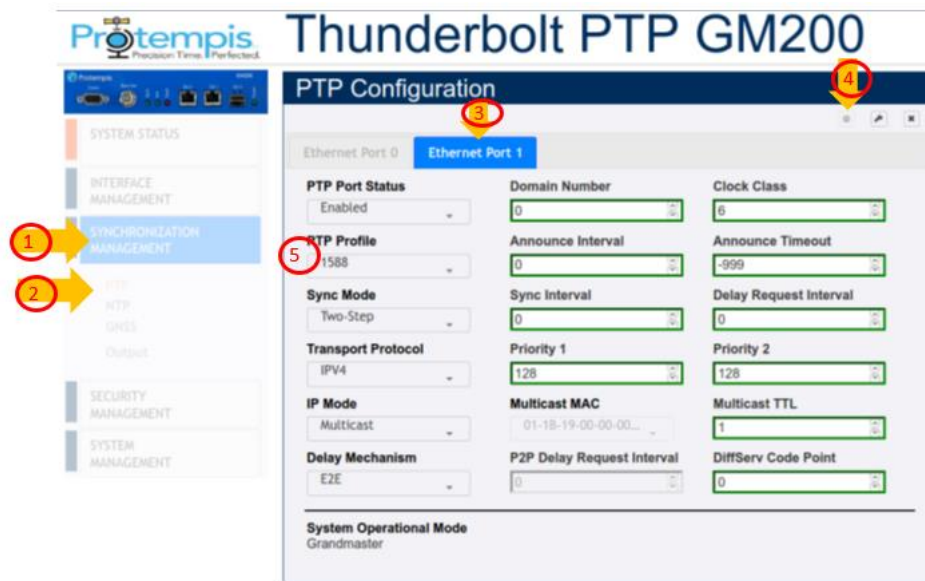 Protempis
Precision Time. Perfected.
Thunderbolt PTP GM200
Protempis
SYSTEM STATUS
INTERFACE
MANAGEMENT
1
SYNCHRONIZATION
MANAGEMENT
2
PTP
NTP
GNSS
Output
SECURITY
MANAGEMENT
SYSTEM
MANAGEMENT
PTP Configuration
3
4
Ethernet Port 0
Ethernet Port 1
PTP Port Status
Domain Number
Clock Class
Enabled
0
6
5
PTP Profile
Announce Interval
Announce Timeout
1588
0
-999
Sync Mode
Sync Interval
Delay Request Interval
Two-Step
0
0
Transport Protocol
Priority 1
Priority 2
IPV4
128
128
IP Mode
Multicast MAC
Multicast TTL
Multicast
01-18-19-00-00-00...
1
Delay Mechanism
P2P Delay Request Interval
DiffServ Code Point
E2E
0
0
System Operational Mode
Grandmaster